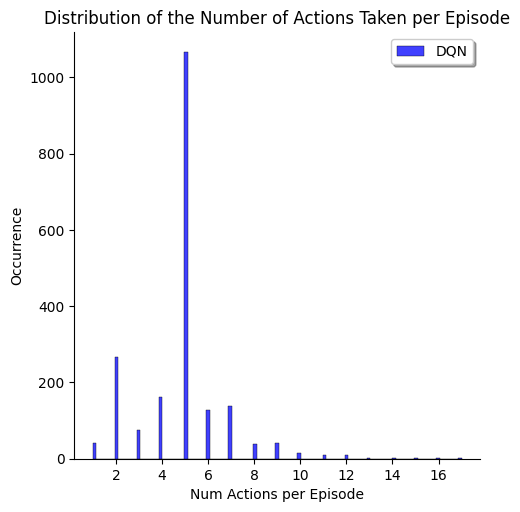 Distribution of the Number of Actions Taken per Episode
DQN
1000
800
600
400
200
0
Occurrence
2 4 6 8 10 12 14 16
Num Actions per Episode